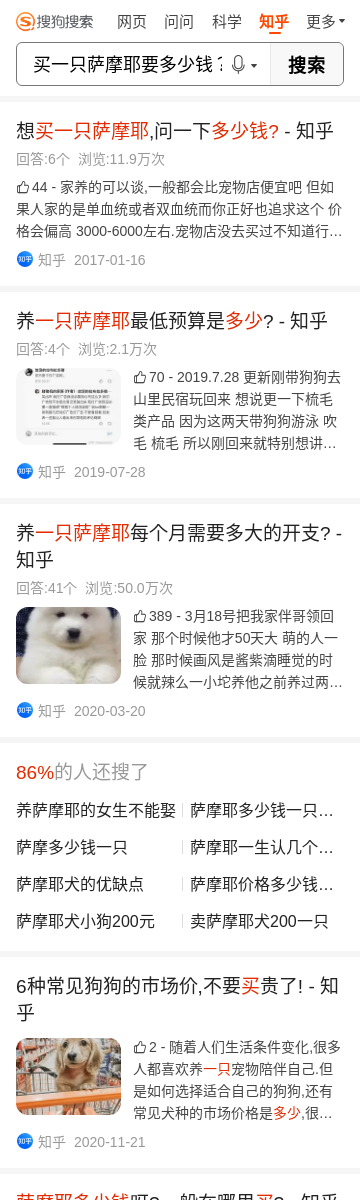 搜狗搜索 网页 问问 科学 知乎 更多
买一只萨摩耶要多少钱? 搜索
想买一只萨摩耶,问一下多少钱? - 知乎
回答:6个 浏览:11.9万次
44 - 家养的可以谈,一般都会比宠物店便宜吧 但如
果人家的是单血统或者双血统而你正好也追求这个 价
格会偏高 3000-6000左右.宠物店没去买过不知道行…
知乎 2017-01-16
养一只萨摩耶最低预算是多少? - 知乎
回答:4个 浏览:2.1万次
70 - 2019.7.28 更新刚带狗狗去
山里民宿玩回来 想说更一下梳毛
类产品 因为这两天带狗狗游泳 吹
毛 梳毛 所以刚回来就特别想讲…
知乎 2019-07-28
养一只萨摩耶每个月需要多大的开支? -
知乎
回答:41个 浏览:50.0万次
389 - 3月18号把我家伴哥领回
家 那个时候他才50天大 萌的人一
脸 那时候画风是酱紫滴睡觉的时
候就辣么一小坨养他之前养过两…
知乎 2020-03-20
86%的人还搜了
养萨摩耶的女生不能娶 萨摩耶多少钱一只…
萨摩多少钱一只 萨摩耶一生认几个…
萨摩耶犬的优缺点 萨摩耶价格多少钱…
萨摩耶犬小狗200元 卖萨摩耶犬200一只
6种常见狗狗的市场价,不要买贵了! - 知
乎
2 - 随着人们生活条件变化,很多
人都喜欢养一只宠物陪伴自己.但
是如何选择适合自己的狗狗,还有
常见犬种的市场价格是多少,很…
知乎 2020-11-21